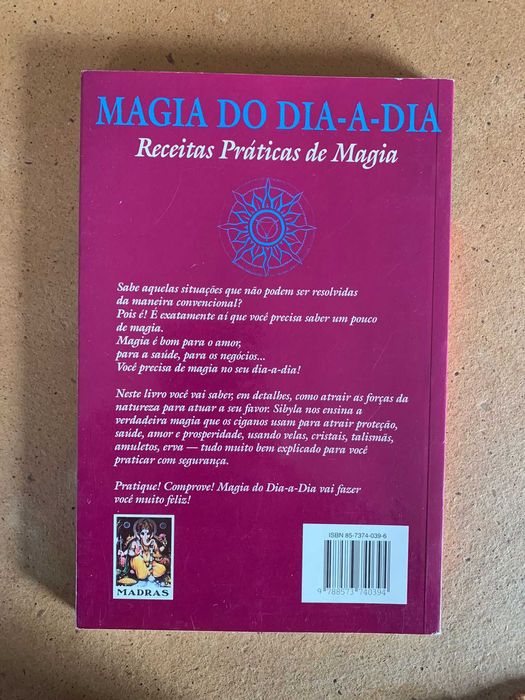 MAGIA DO DIA-A-DIA
Receitas Práticas de Magia
Sabe aquelas situações que não podem ser resolvidas
da maneira convencional?
Pois é! É exatamente aí que você precisa saber um pouco
de magia.
Magia é bom para o amor,
para a saúde, para os negócios...
Você precisa de magia no seu dia-a-dia!
Neste livro você vai saber, em detalhes, como atrair as forças da
natureza para atuar a seu favor. Sibyla nos ensina a
verdadeira magia que os ciganos usam para atrair proteção,
saúde, amor e prosperidade, usando velas, cristais, talismãs,
amuletos, erva — tudo muito bem explicado para você
praticar com segurança.
Pratique! Comprove! Magia do Dia-a-Dia vai fazer
você muito feliz!
MADRAS
ISBN 85-7374-039-6
9 788573 740394